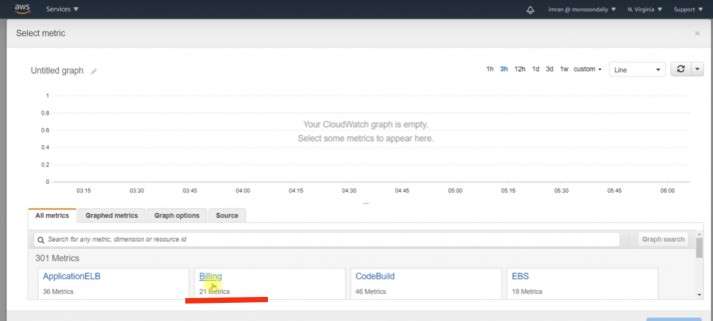 aws Services imran @ monsoondaily N. Virginia Support
Select metric ×
Untitled graph 1h 3h 12h 1d 3d 1w custom Line
1
0.8
0.6
0.4
0.2
0
Your CloudWatch graph is empty.
Select some metrics to appear here.
03:15 03:30 03:45 04:00 04:15 04:30 04:45 05:00 05:15 05:30 05:45 06:00
All metrics Graphed metrics Graph options Source
Search for any metric, dimension or resource id Graph search
301 Metrics
ApplicationELB Billing CodeBuild EBS
36 Metrics 21 Metrics 46 Metrics 18 Metrics